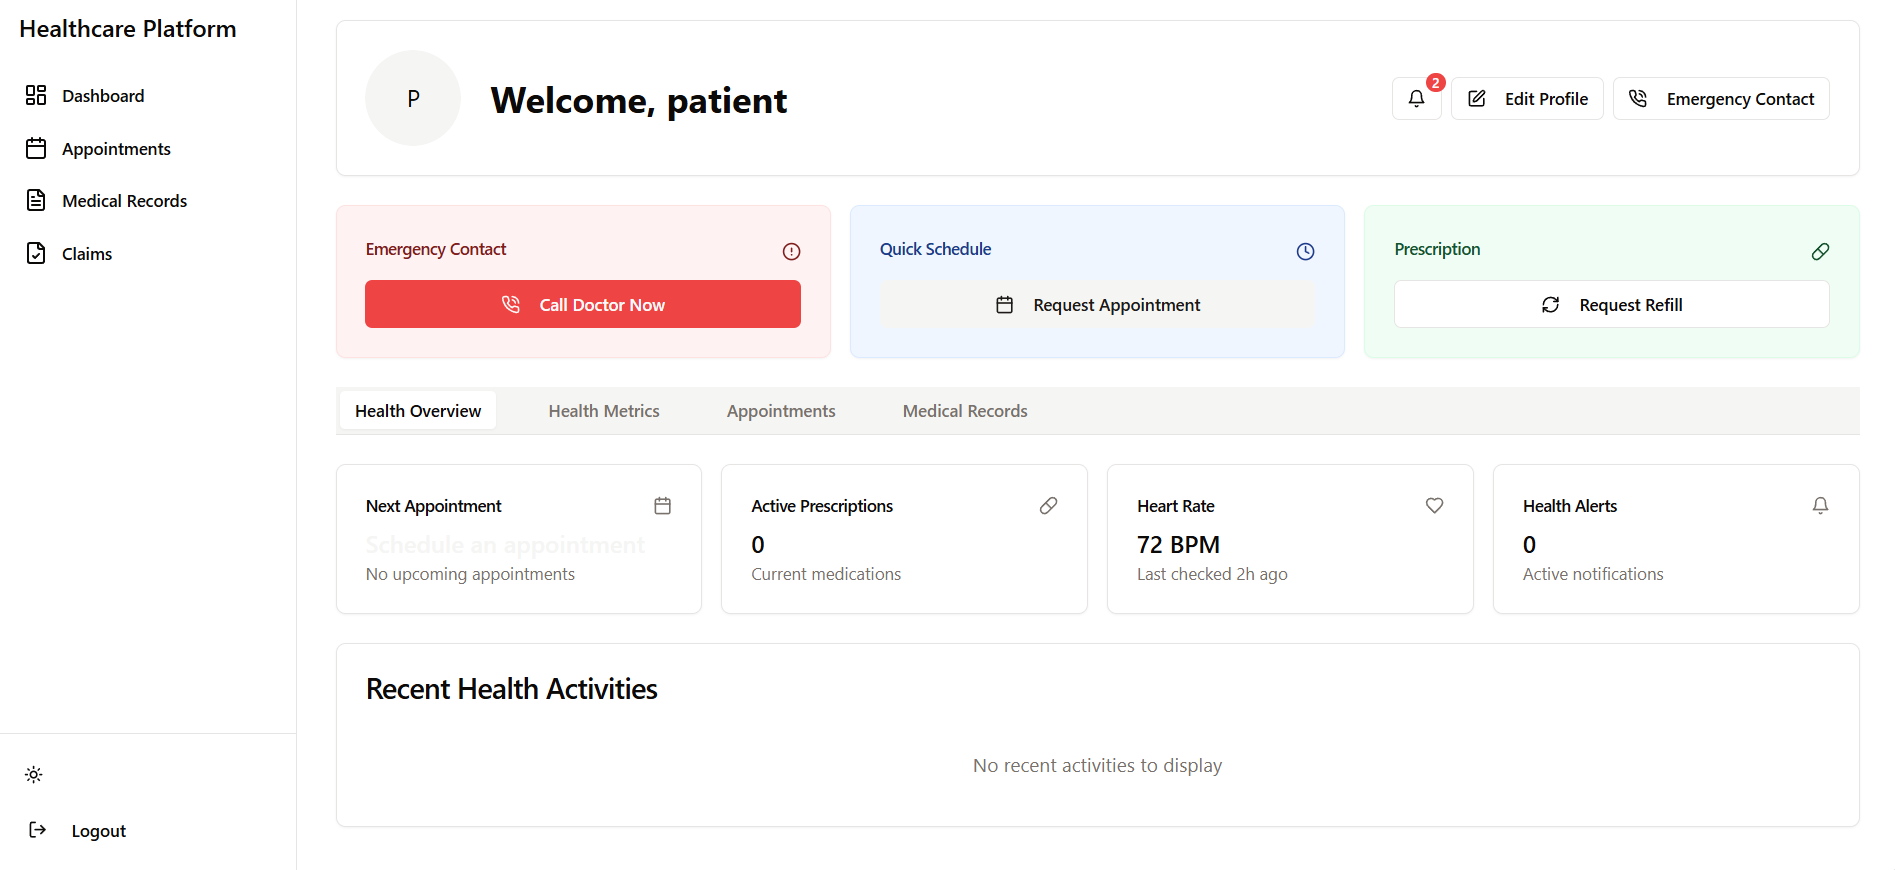 Healthcare Platform
Dashboard
Appointments
Medical Records
Claims
Logout
P
Welcome, patient
2
Edit Profile
Emergency Contact
Emergency Contact
Call Doctor Now
Quick Schedule
Request Appointment
Prescription
Request Refill
Health Overview
Health Metrics
Appointments
Medical Records
Next Appointment
Schedule an appointment
No upcoming appointments
Active Prescriptions
0
Current medications
Heart Rate
72 BPM
Last checked 2h ago
Health Alerts
0
Active notifications
Recent Health Activities
No recent activities to display